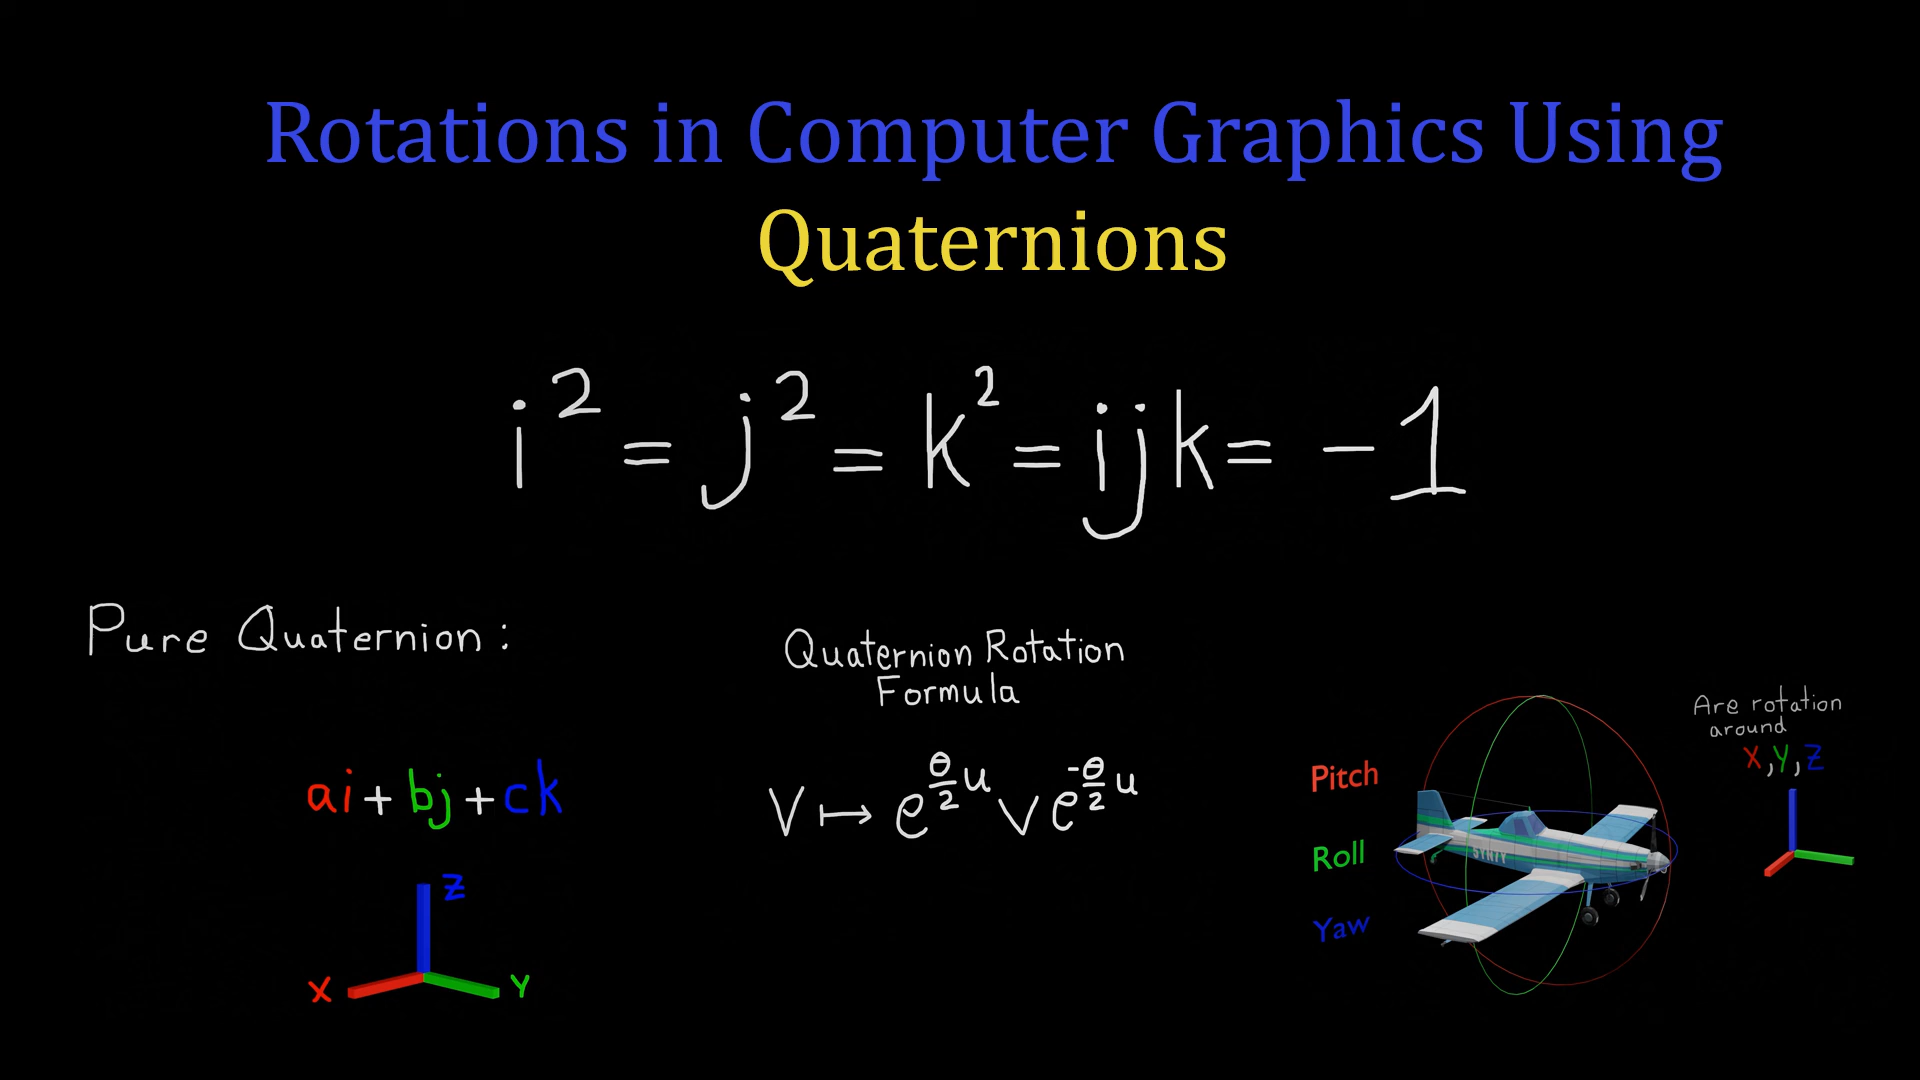 Rotations in Computer Graphics Using
Quaternions
i² = j² = k² = ijk = -1
Pure Quaternion:
ai + bj + ck
Z
X
Y
Quaternion Rotation
Formula
V ↦ e^{θ/2 u} v e^{-θ/2 u}
Pitch
Roll
Yaw
Are rotation
around
X, Y, Z